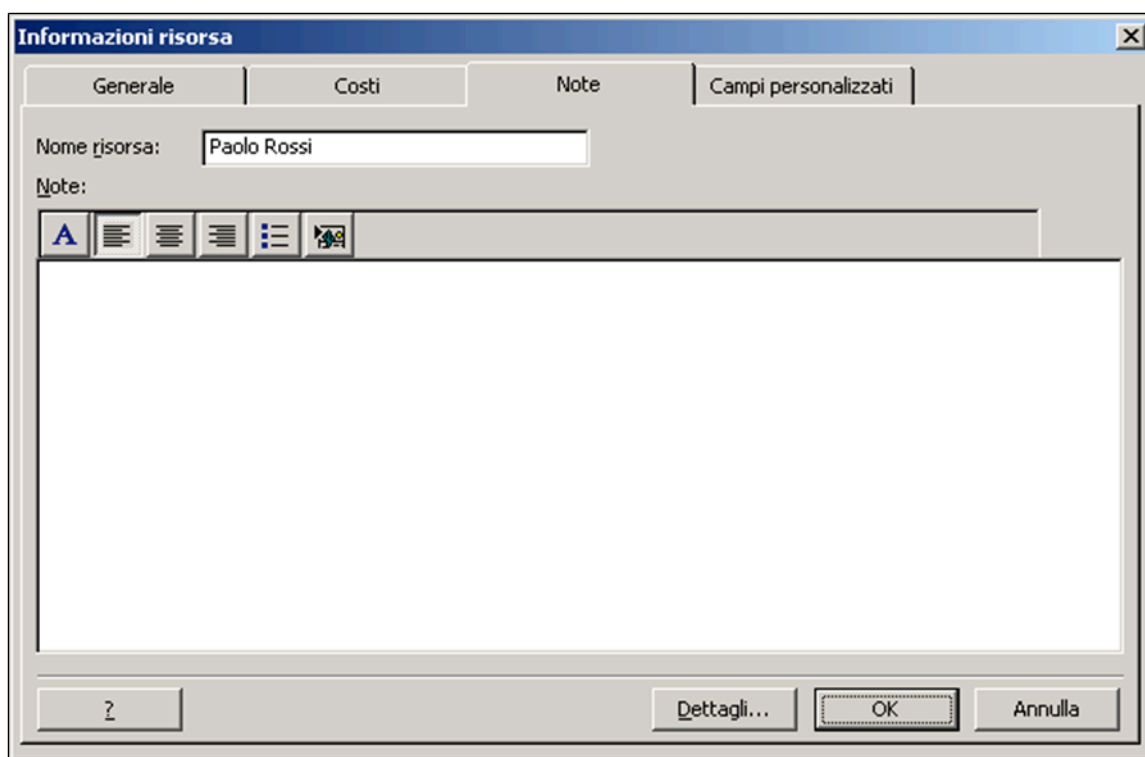 Informazioni risorsa
Generale Costi Note Campi personalizzati
Nome risorsa: Paolo Rossi
Note:
A
? Dettagli... OK Annulla